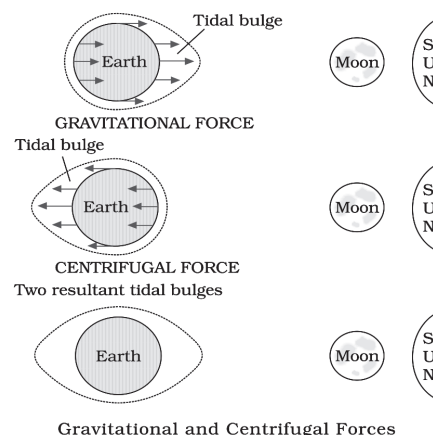 Tidal bulge
Earth
Moon
S
U
N
GRAVITATIONAL FORCE
Tidal bulge
Earth
Moon
S
U
N
CENTRIFUGAL FORCE
Two resultant tidal bulges
Earth
Moon
S
U
N
Gravitational and Centrifugal Forces